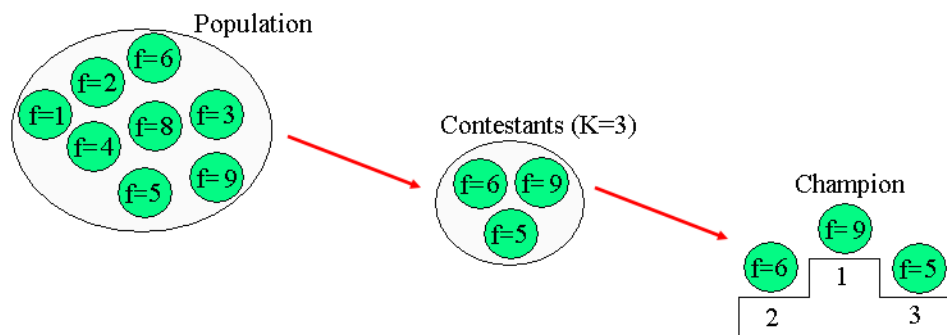 Population
f=6
f=2
f=1
f=8
f=3
f=4
f=5
f=9
Contestants (K=3)
f=6
f=9
f=5
Champion
f=9
f=6
f=5
1
2
3